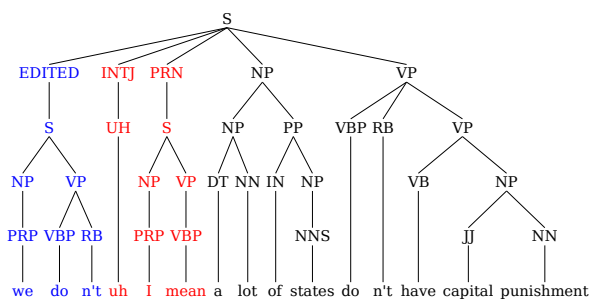 S
EDITED INTJ PRN NP VP
S UH S NP PP VBP RB VP
NP VP NP VP DT NN IN NP VB NP
PRP VBP RB PRP VBP NNS JJ NN
we do n't uh I mean a lot of states do n't have capital punishment